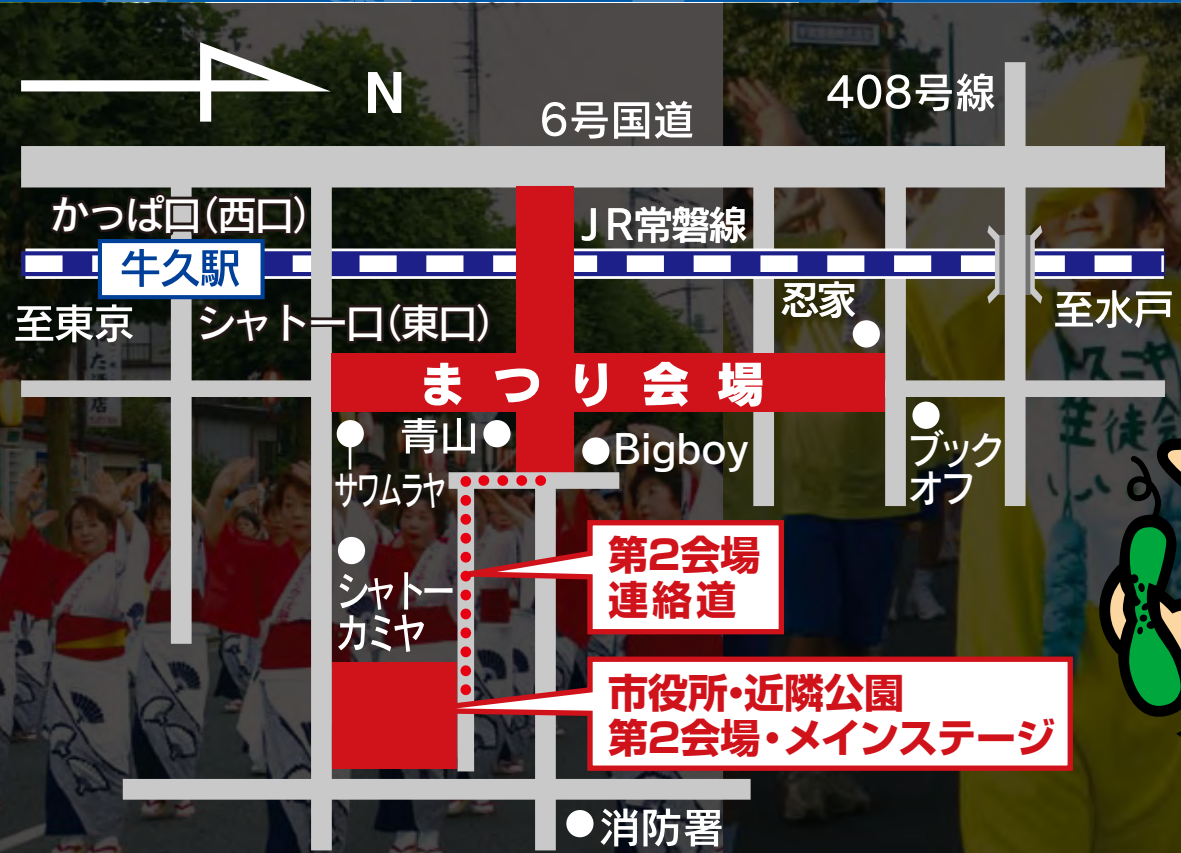 N
6号国道
408号線
かっぱ口(西口)
JR常磐線
牛久駅
至東京
シャトー口(東口)
忍家
至水戸
まつり会場
青山
Bigboy
サワムラヤ
ブック
オフ
第2会場
連絡道
シャトー
カミヤ
市役所・近隣公園
第2会場・メインステージ
消防署